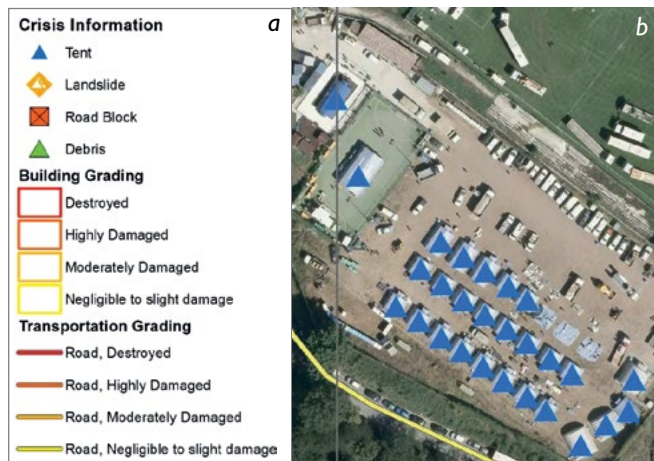 Crisis Information
a
Tent
Landslide
Road Block
Debris
Building Grading
Destroyed
Highly Damaged
Moderately Damaged
Negligible to slight damage
Transportation Grading
Road, Destroyed
Road, Highly Damaged
Road, Moderately Damaged
Road, Negligible to slight damage
b